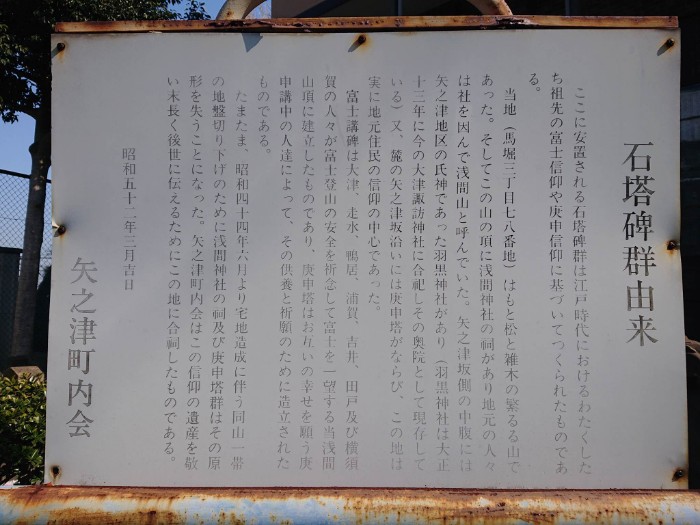 石塔碑群由来
ここに安置される石塔碑群は江戸時代におけるわたくした
ち祖先の富士信仰や庚申信仰に基づいてつくられたものであ
る。
当地(馬堀三丁目七八番地)はもと松と雑木の繁るる山で
あった。そしてこの山の項に浅間神社の祠があり地元の人々
は社を因んで浅間山と呼んでいた。矢之津坂側の中腹には
矢之津地区の氏神であった羽黒神社があり(羽黒神社は大正
十三年に今の大津諏訪神社に合祀しその奥院として現存して
いる)又、麓の矢之津坂沿いには庚申塔がならび、この地は
実に地元住民の信仰の中心であった。
富士講碑は大津、走水、鴨居、浦賀、吉井、田戸及び横須
賀の人々が富士登山の安全を祈念して富士を一望する当浅間
山項に建立したものであり、庚申塔はお互いの幸せを願う庚
申講中の人達によって、その供養と祈願のために造立された
ものである。
たまたま、昭和四十四年六月より宅地造成に伴う同山一帯
の地盤切り下げのために浅間神社の祠及び庚申塔群はその原
形を失うことになった。矢之津町内会はこの信仰の遺産を敬
い末長く後世に伝えるためにこの地に合祠したものである。
昭和五十二年三月吉日
矢之津町内会